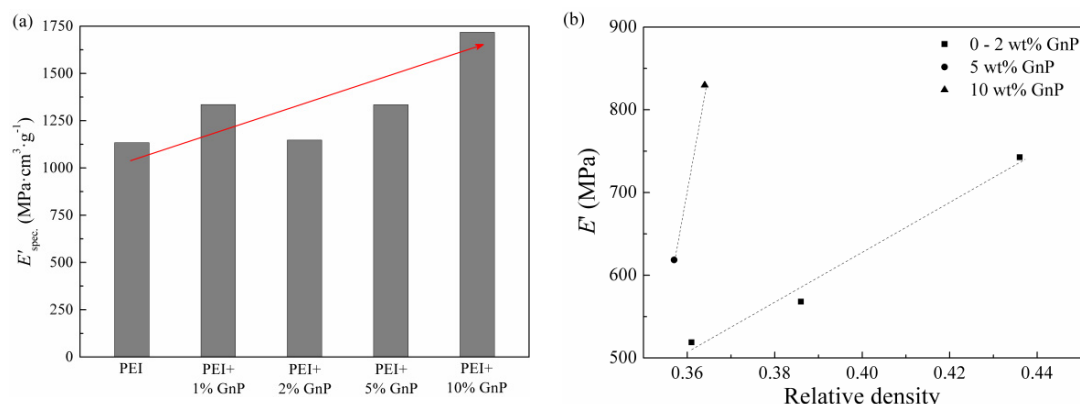 (a)
E'spec. (MPa·cm³·g⁻¹)
1750
1500
1250
1000
750
500
250
0
PEI
PEI+
1% GnP
PEI+
2% GnP
PEI+
5% GnP
PEI+
10% GnP
(b)
E' (MPa)
900
800
700
600
500
0 - 2 wt% GnP
5 wt% GnP
10 wt% GnP
0.36
0.38
0.40
0.42
0.44
Relative density